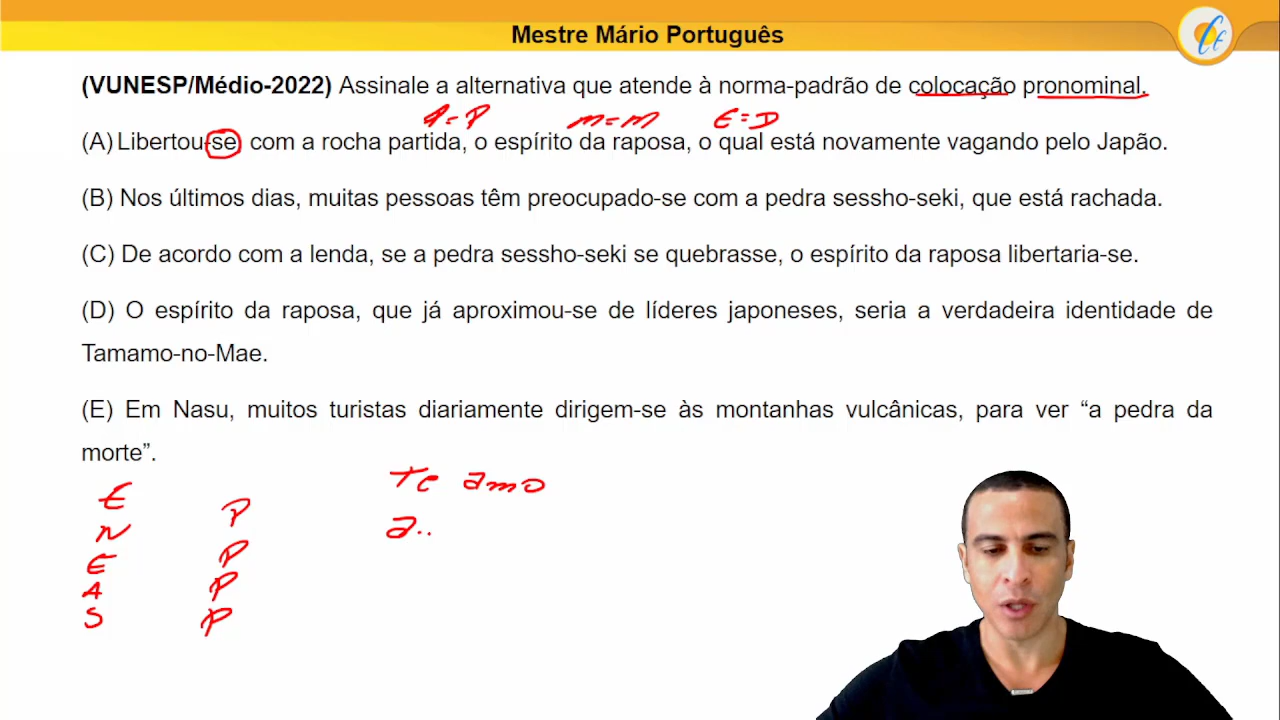 Mestre Mário Português
(VUNESP/Médio-2022) Assinale a alternativa que atende à norma-padrão de colocação pronominal.
A=P M=M E=D
(A) Libertou-se com a rocha partida, o espírito da raposa, o qual está novamente vagando pelo Japão.
(B) Nos últimos dias, muitas pessoas têm preocupado-se com a pedra sessho-seki, que está rachada.
(C) De acordo com a lenda, se a pedra sessho-seki se quebrasse, o espírito da raposa libertaria-se.
(D) O espírito da raposa, que já aproximou-se de líderes japoneses, seria a verdadeira identidade de
Tamamo-no-Mae.
(E) Em Nasu, muitos turistas diariamente dirigem-se às montanhas vulcânicas, para ver “a pedra da
morte”.
te amo
E P
a..
N
E P
A P
S P